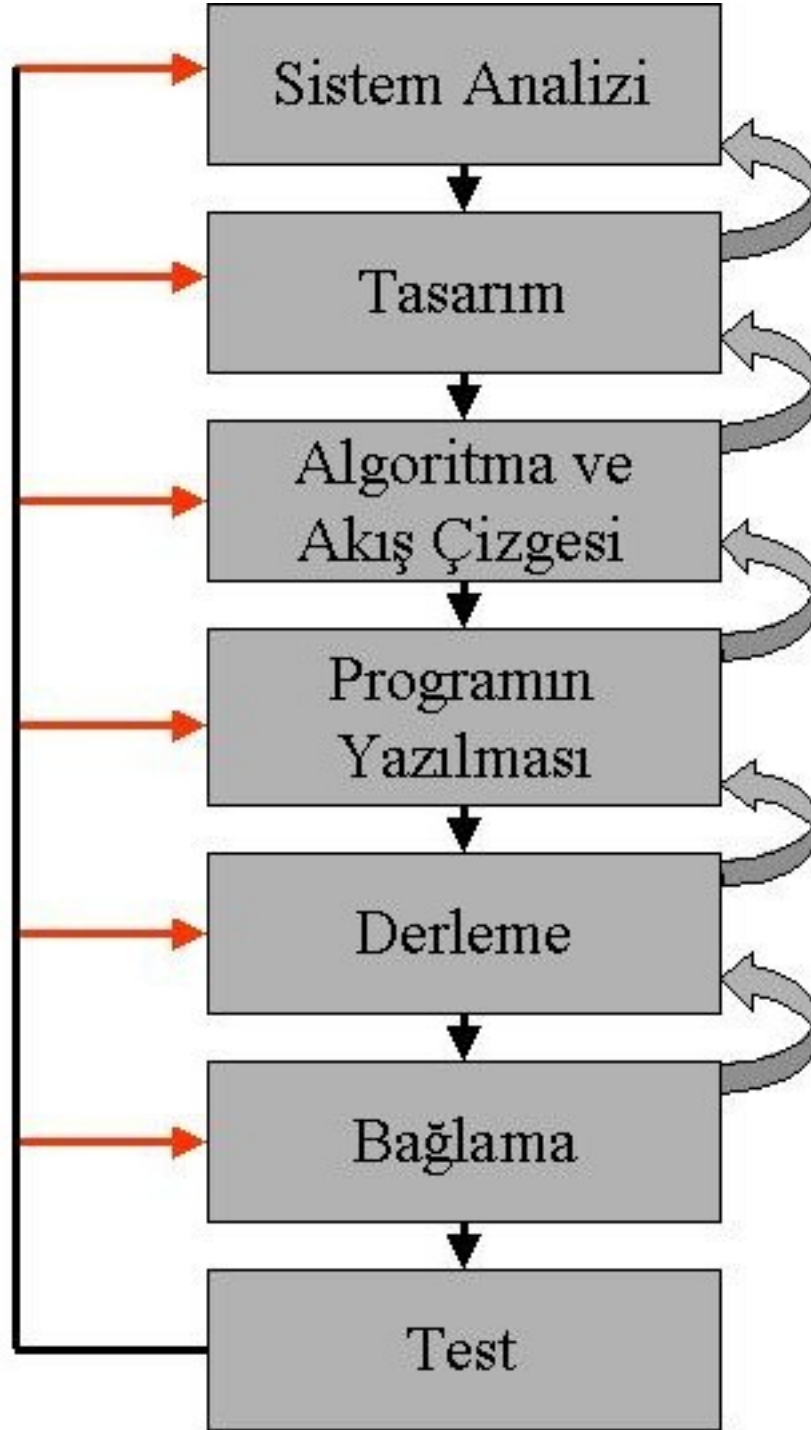 Sistem Analizi
Tasarım
Algoritma ve
Akış Çizgesi
Programın
Yazılması
Derleme
Bağlama
Test